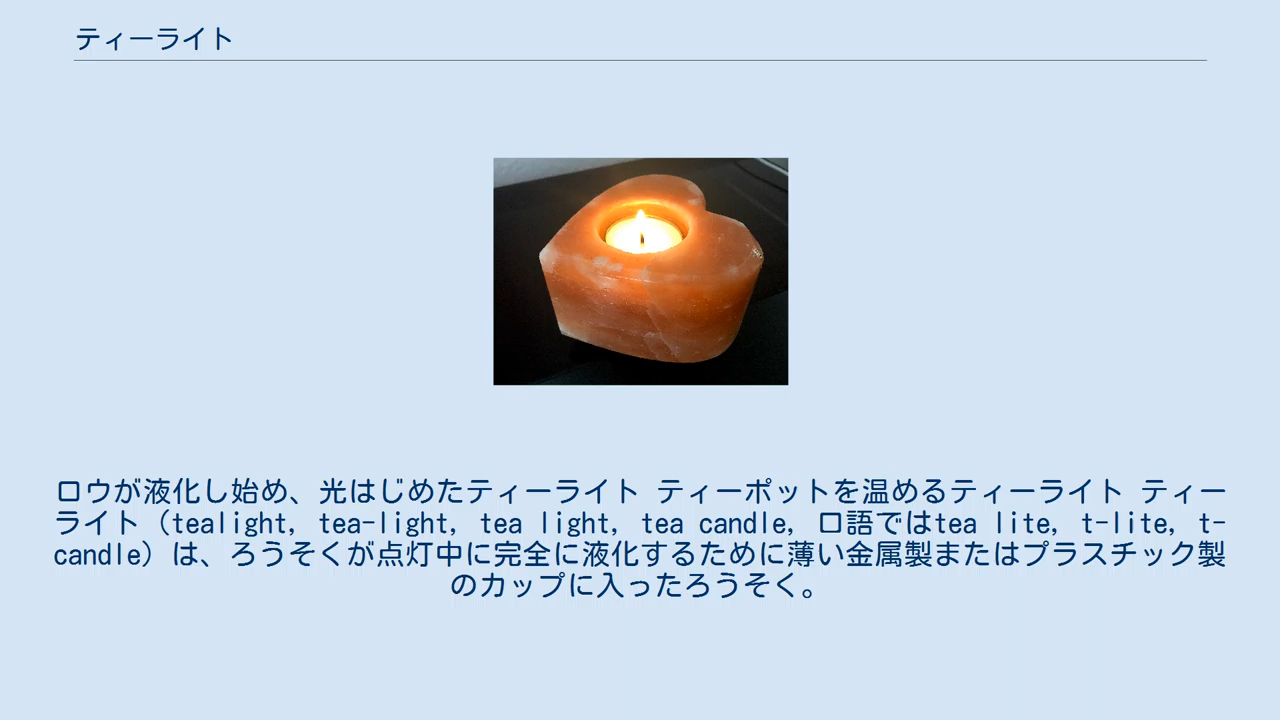 ティーライト
ロウが液化し始め、光はじめたティーライト ティーポットを温めるティーライト ティー
ライト（tealight, tea-light, tea light, tea candle, 口語ではtea lite, t-lite, t-
candle）は、ろうそくが点灯中に完全に液化するために薄い金属製またはプラスチック製
のカップに入ったろうそく。